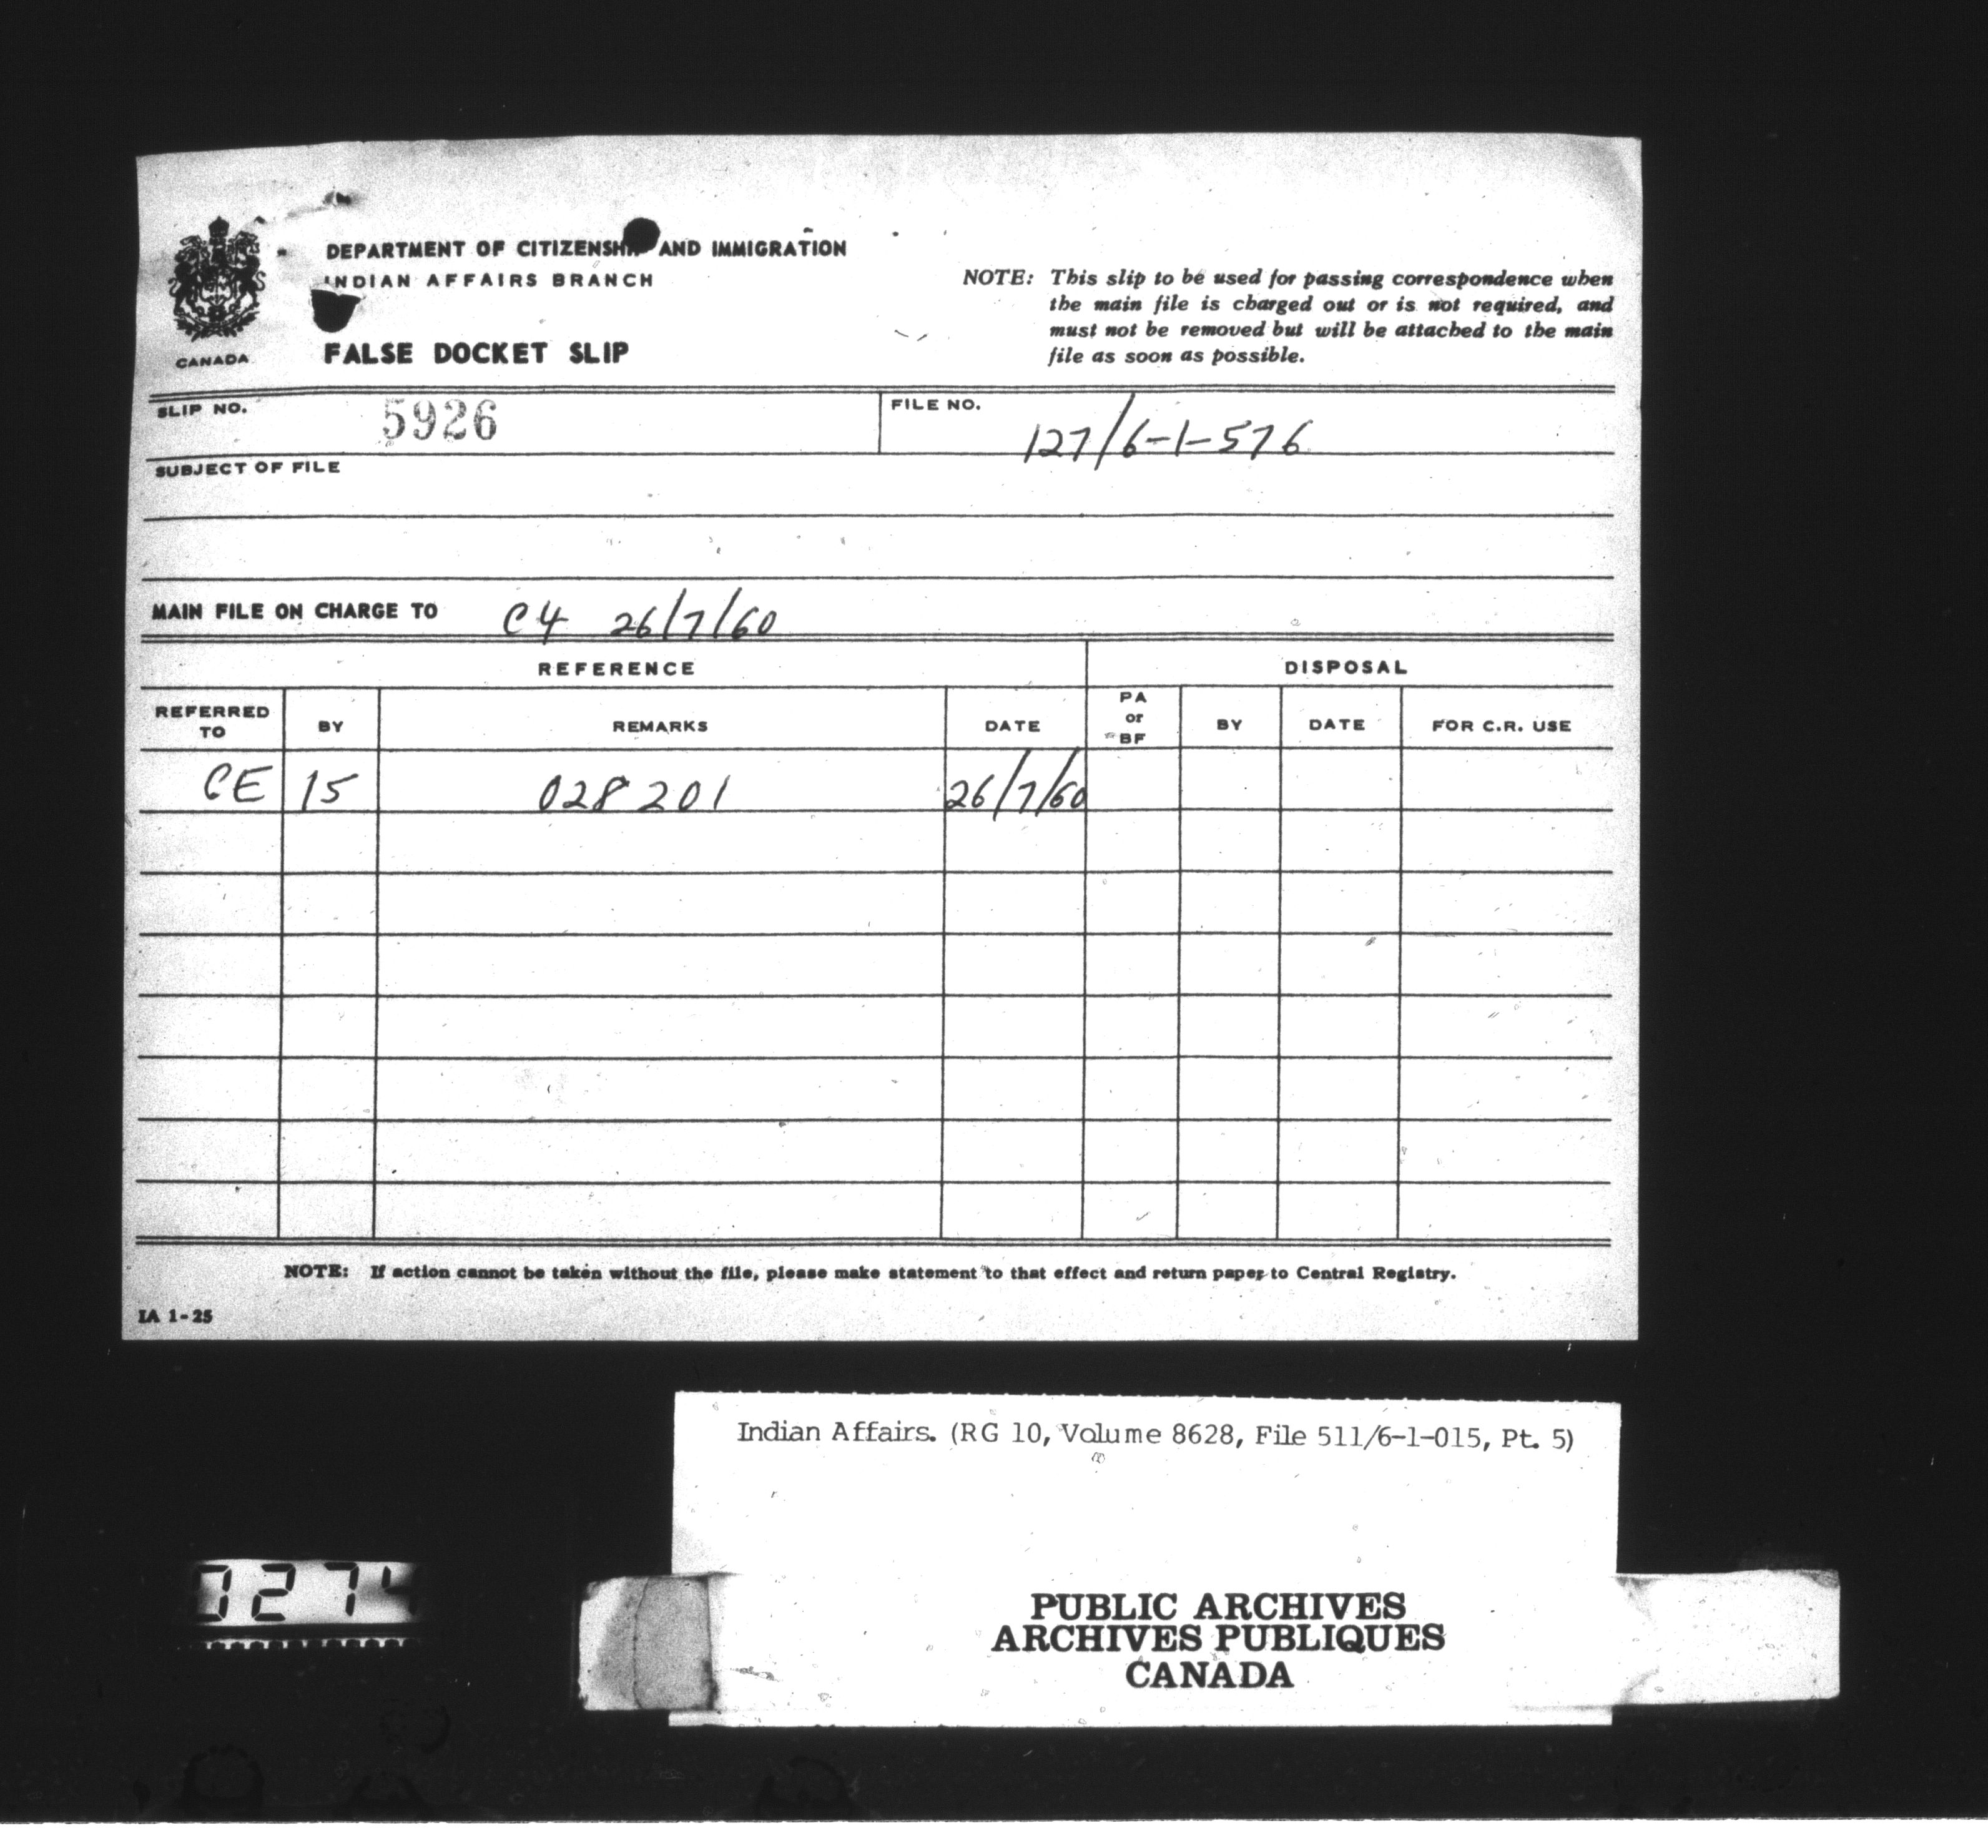 DEPARTMENT OF CITIZENSHIP AND IMMIGRATION
INDIAN AFFAIRS BRANCH
CANADA
FALSE DOCKET SLIP
NOTE: This slip to be used for passing correspondence when
the main file is charged out or is not required, and
must not be removed but will be attached to the main
file as soon as possible.
SLIP NO. 5926 FILE NO. 127/6-1-576
SUBJECT OF FILE
MAIN FILE ON CHARGE TO C4 26/7/60
REFERENCE DISPOSAL
REFERRED TO BY REMARKS DATE PA or BF BY DATE FOR C.R. USE
CE 15 028201 26/7/60
NOTE: If action cannot be taken without the file, please make statement to that effect and return paper to Central Registry.
IA 1-25
Indian Affairs. (RG 10, Volume 8628, File 511/6-1-015, Pt. 5)
PUBLIC ARCHIVES
ARCHIVES PUBLIQUES
CANADA